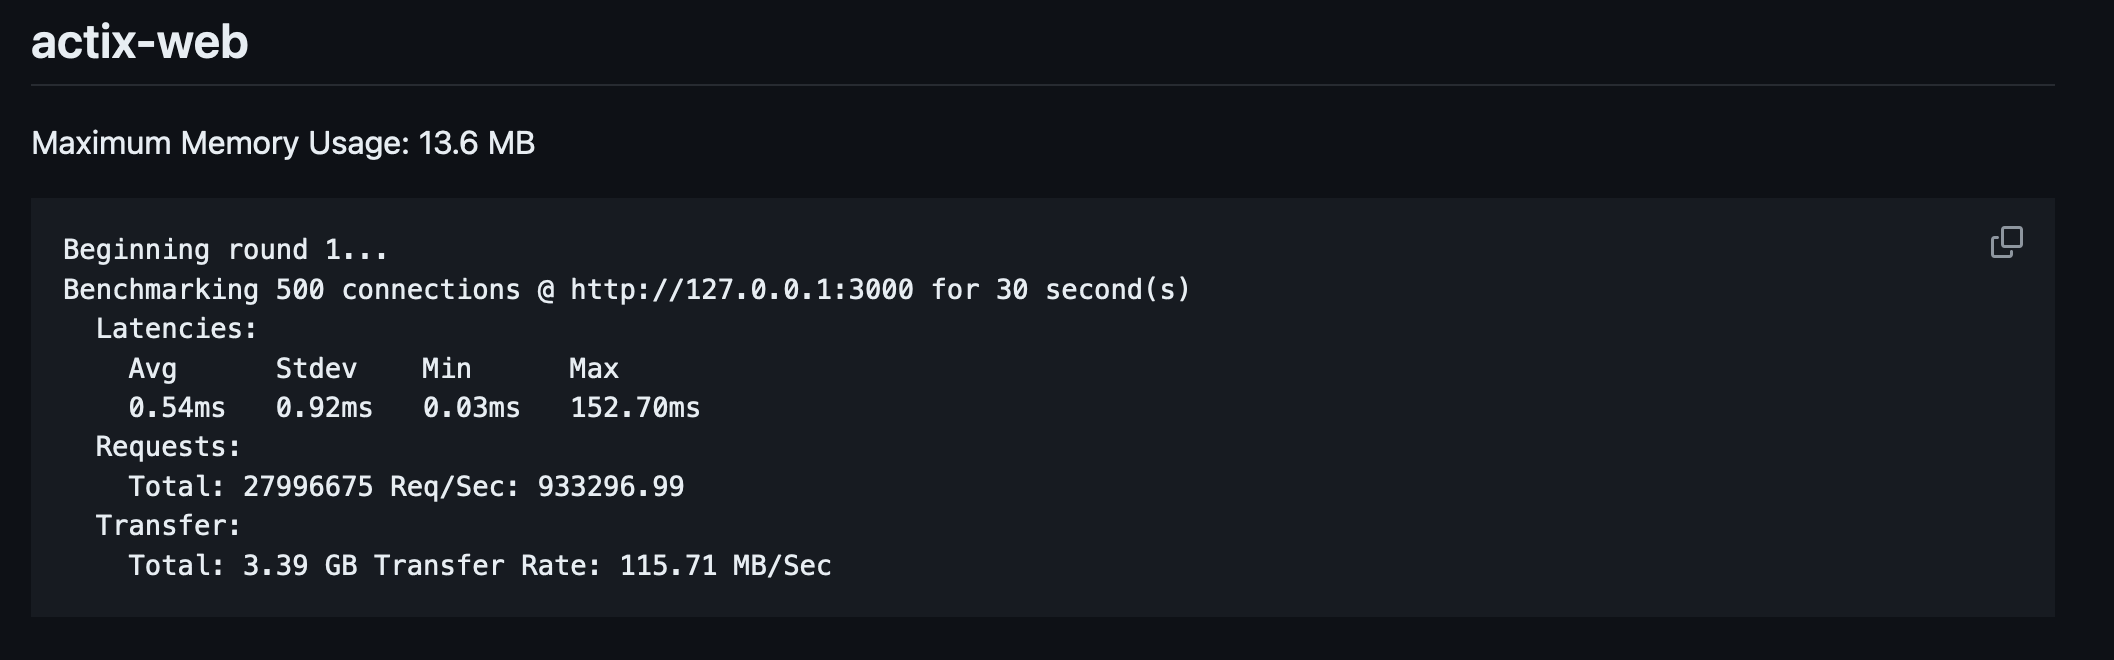 actix-web
Maximum Memory Usage: 13.6 MB
Beginning round 1...
Benchmarking 500 connections @ http://127.0.0.1:3000 for 30 second(s)
  Latencies:
    Avg      Stdev    Min      Max
    0.54ms   0.92ms   0.03ms   152.70ms
  Requests:
    Total: 27996675 Req/Sec: 933296.99
  Transfer:
    Total: 3.39 GB Transfer Rate: 115.71 MB/Sec